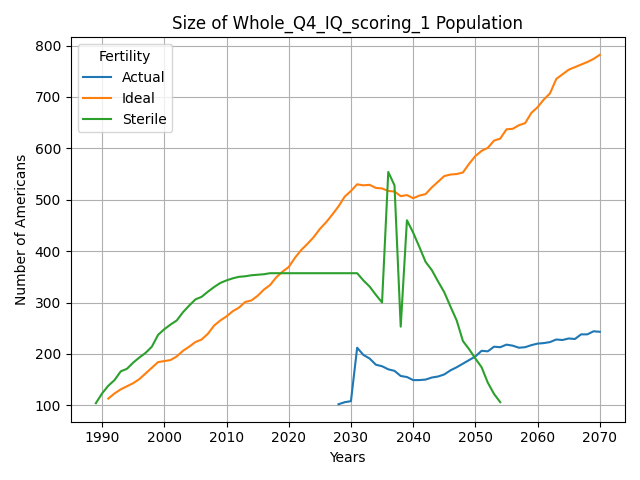 Size of Whole_Q4_IQ_scoring_1 Population
Fertility
Actual
Ideal
Sterile
Number of Americans
800
700
600
500
400
300
200
100
1990 2000 2010 2020 2030 2040 2050 2060 2070
Years